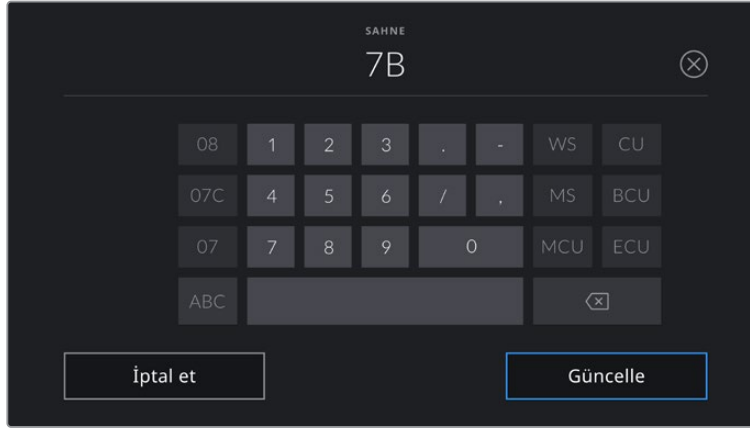 SAHNE
7B
08 1 2 3 . - WS CU
07C 4 5 6 / , MS BCU
07 7 8 9 0 MCU ECU
ABC
İptal et Güncelle